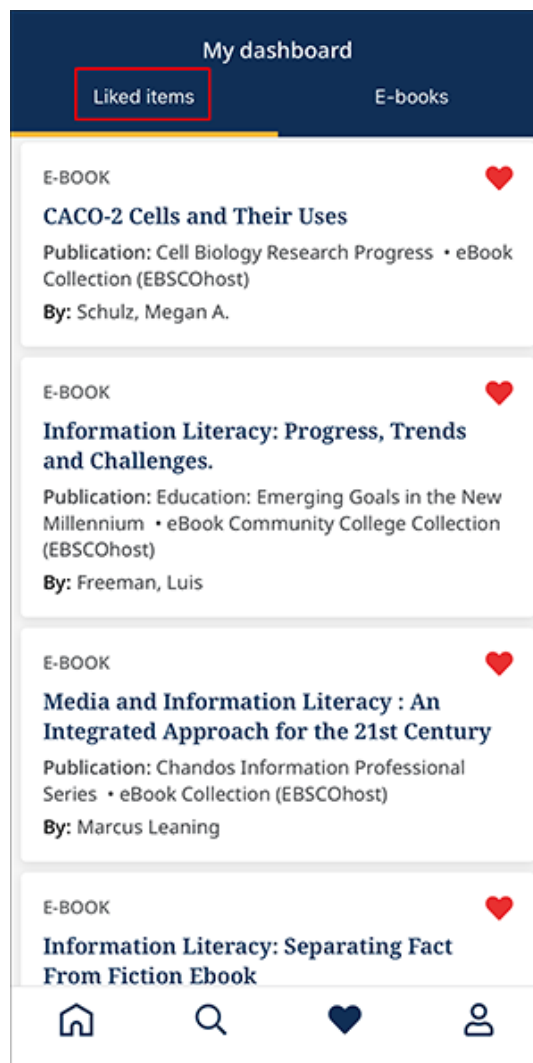 My dashboard
Liked items
E-books
E-BOOK
CACO-2 Cells and Their Uses
Publication: Cell Biology Research Progress • eBook
Collection (EBSCOhost)
By: Schulz, Megan A.
E-BOOK
Information Literacy: Progress, Trends
and Challenges.
Publication: Education: Emerging Goals in the New
Millennium • eBook Community College Collection
(EBSCOhost)
By: Freeman, Luis
E-BOOK
Media and Information Literacy : An
Integrated Approach for the 21st Century
Publication: Chandos Information Professional
Series • eBook Collection (EBSCOhost)
By: Marcus Leaning
E-BOOK
Information Literacy: Separating Fact
From Fiction Ebook